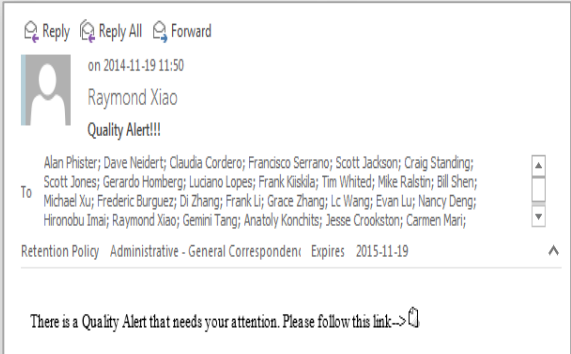 Reply Reply All Forward
on 2014-11-19 11:50
Raymond Xiao
Quality Alert!!!
Alan Phister; Dave Neidert; Claudia Cordero; Francisco Serrano; Scott Jackson; Craig Standing;
Scott Jones; Gerardo Homberg; Luciano Lopes; Frank Kiiskila; Tim Whited; Mike Ralstin; Bill Shen;
To Michael Xu; Frederic Burguez; Di Zhang; Frank Li; Grace Zhang; Lc Wang; Evan Lu; Nancy Deng;
Hironobu Imai; Raymond Xiao; Gemini Tang; Anatoly Konchits; Jesse Crookston; Carmen Mari;
Retention Policy Administrative - General Correspondenc Expires 2015-11-19
There is a Quality Alert that needs your attention. Please follow this link-->